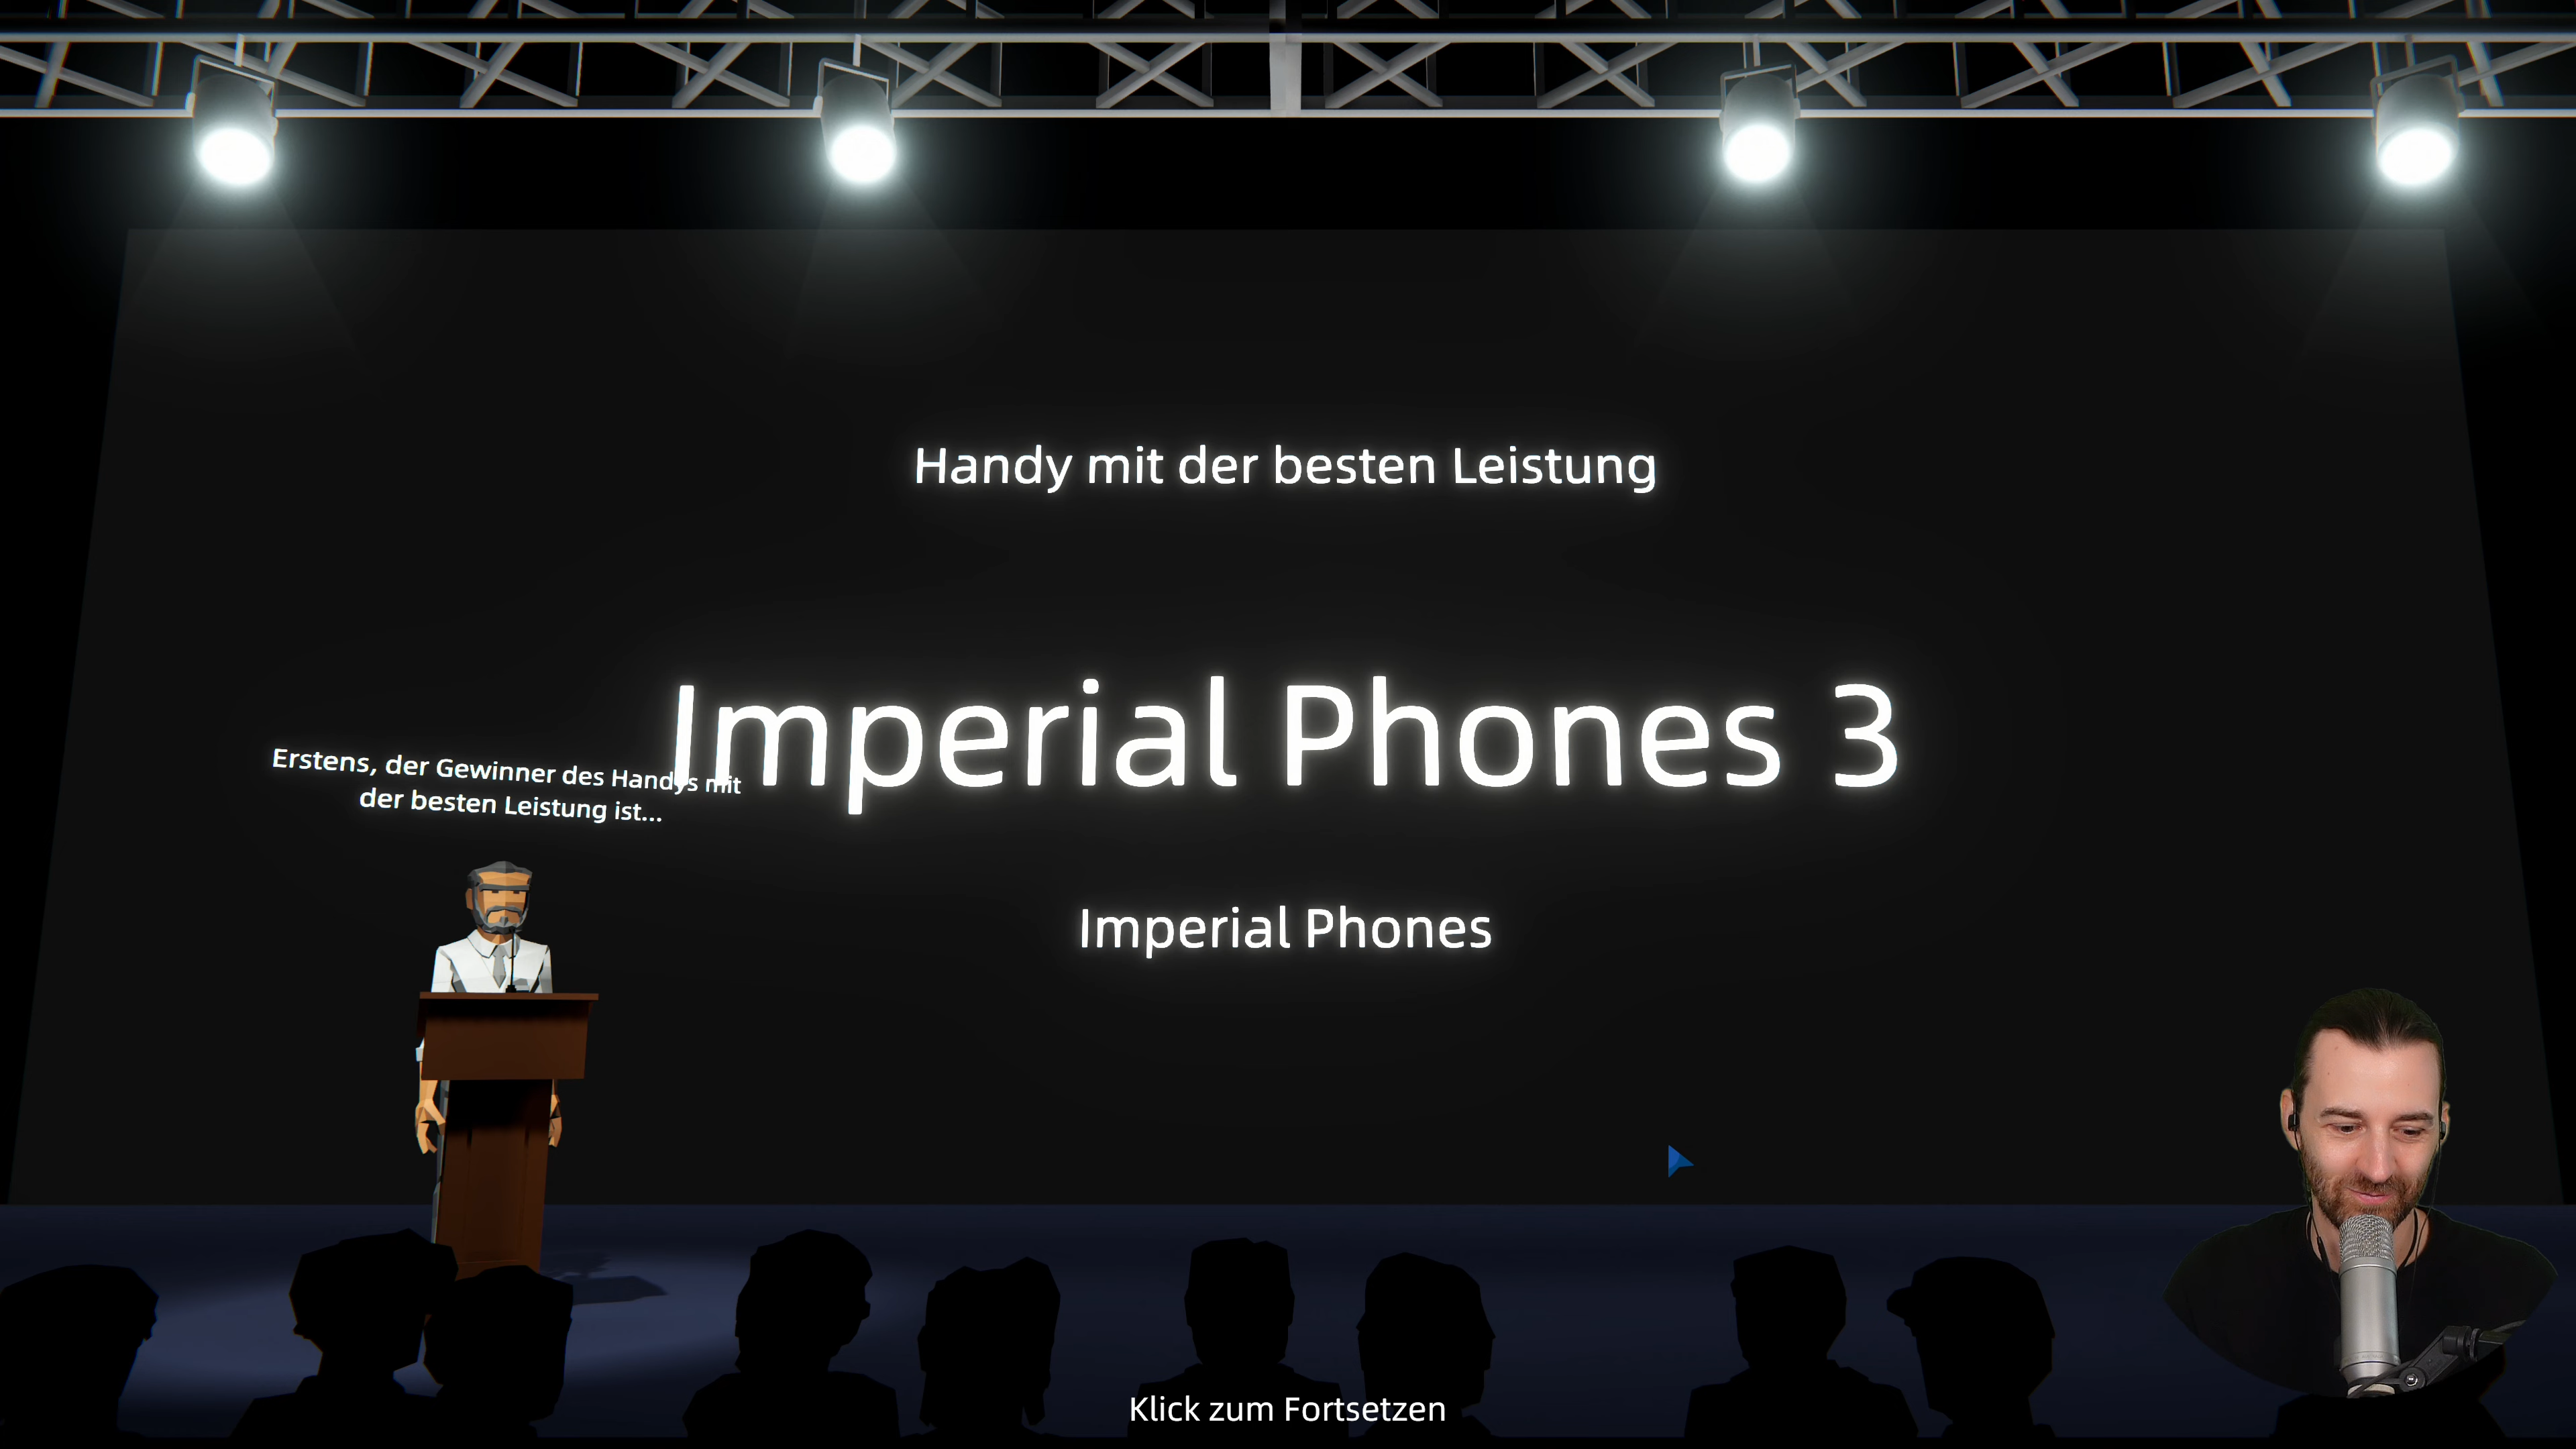 Handy mit der besten Leistung
Imperial Phones 3
Erstens, der Gewinner des Handys mit
der besten Leistung ist...
Imperial Phones
Klick zum Fortsetzen